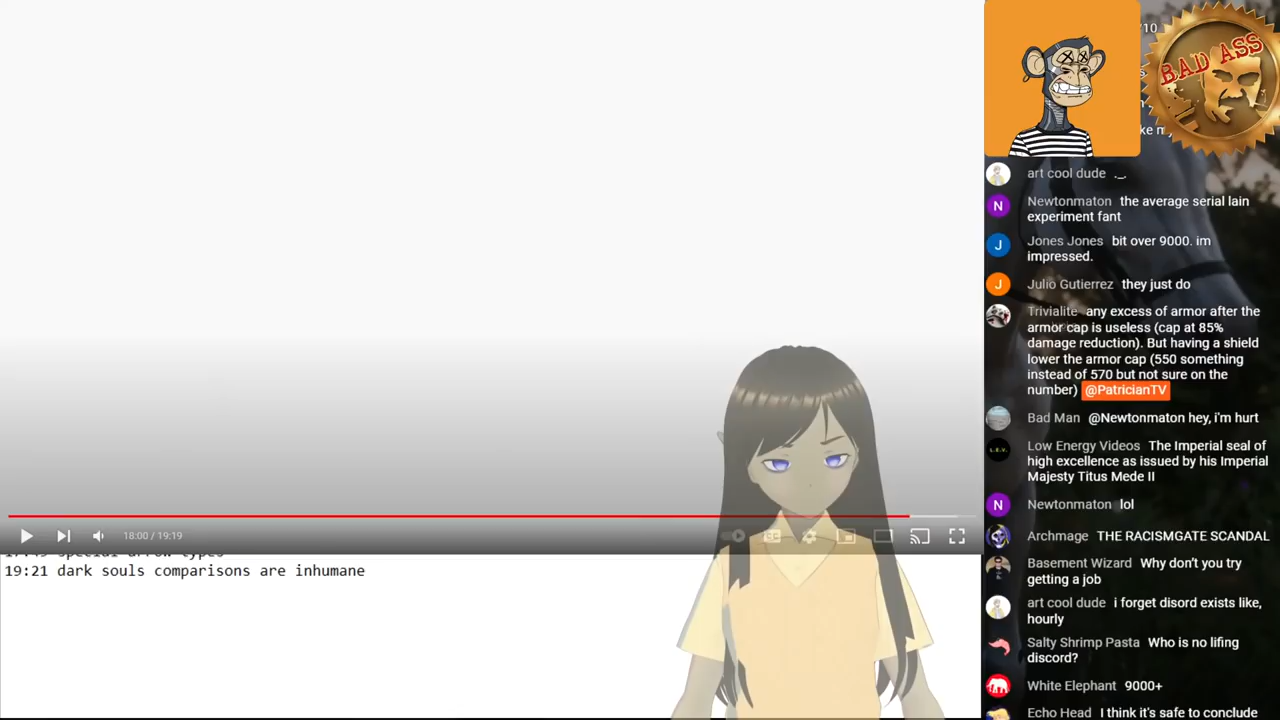 /10
BAD ASS
ke my
art cool dude ._.
Newtonmaton the average serial lain
experiment fant
Jones Jones bit over 9000. im
impressed.
Julio Gutierrez they just do
Trivialite any excess of armor after the
armor cap is useless (cap at 85%
damage reduction). But having a shield
lower the armor cap (550 something
instead of 570 but not sure on the
number) @PatricianTV
Bad Man @Newtonmaton hey, i'm hurt
Low Energy Videos The Imperial seal of
high excellence as issued by his Imperial
Majesty Titus Mede II
Newtonmaton lol
Archmage THE RACISMGATE SCANDAL
Basement Wizard Why don't you try
getting a job
art cool dude i forget disord exists like,
hourly
Salty Shrimp Pasta Who is no lifing
discord?
White Elephant 9000+
Echo Head I think it's safe to conclude
N
J
J
L.E.V.
N
18:00 / 19:19
special arrow types
19:21 dark souls comparisons are inhumane